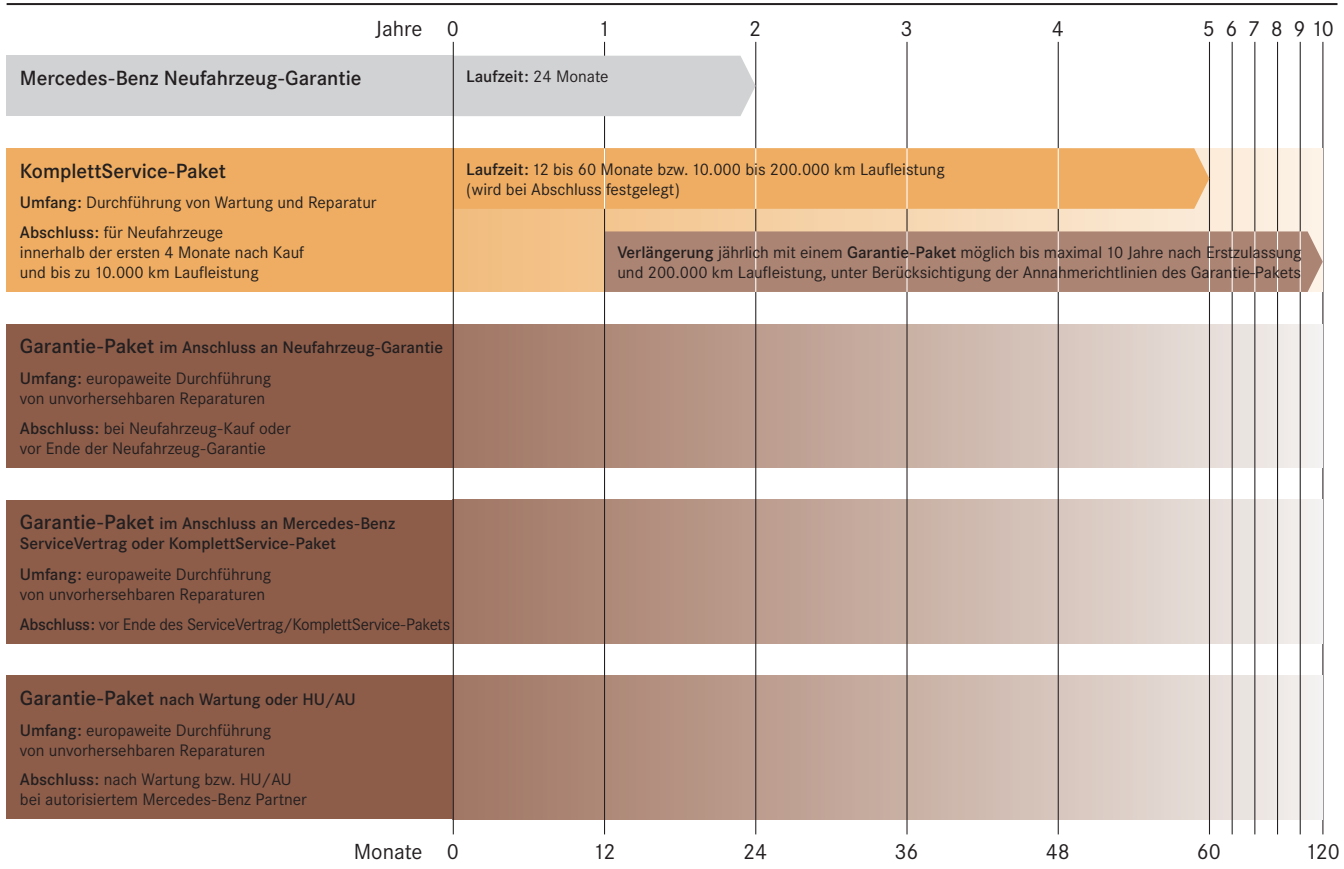 Jahre 0 1 2 3 4 5 6 7 8 9 10
Mercedes-Benz Neufahrzeug-Garantie
Laufzeit: 24 Monate
KomplettService-Paket
Umfang: Durchführung von Wartung und Reparatur
Abschluss: für Neufahrzeuge
innerhalb der ersten 4 Monate nach Kauf
und bis zu 10.000 km Laufleistung
Laufzeit: 12 bis 60 Monate bzw. 10.000 bis 200.000 km Laufleistung
(wird bei Abschluss festgelegt)
Verlängerung jährlich mit einem Garantie-Paket möglich bis maximal 10 Jahre nach Erstzulassung
und 200.000 km Laufleistung, unter Berücksichtigung der Annahmerichtlinien des Garantie-Pakets
Garantie-Paket im Anschluss an Neufahrzeug-Garantie
Umfang: europaweite Durchführung
von unvorhersehbaren Reparaturen
Abschluss: bei Neufahrzeug-Kauf oder
vor Ende der Neufahrzeug-Garantie
Garantie-Paket im Anschluss an Mercedes-Benz
ServiceVertrag oder KomplettService-Paket
Umfang: europaweite Durchführung
von unvorhersehbaren Reparaturen
Abschluss: vor Ende des ServiceVertrag/KomplettService-Pakets
Garantie-Paket nach Wartung oder HU/AU
Umfang: europaweite Durchführung
von unvorhersehbaren Reparaturen
Abschluss: nach Wartung bzw. HU/AU
bei autorisiertem Mercedes-Benz Partner
Monate 0 12 24 36 48 60 120